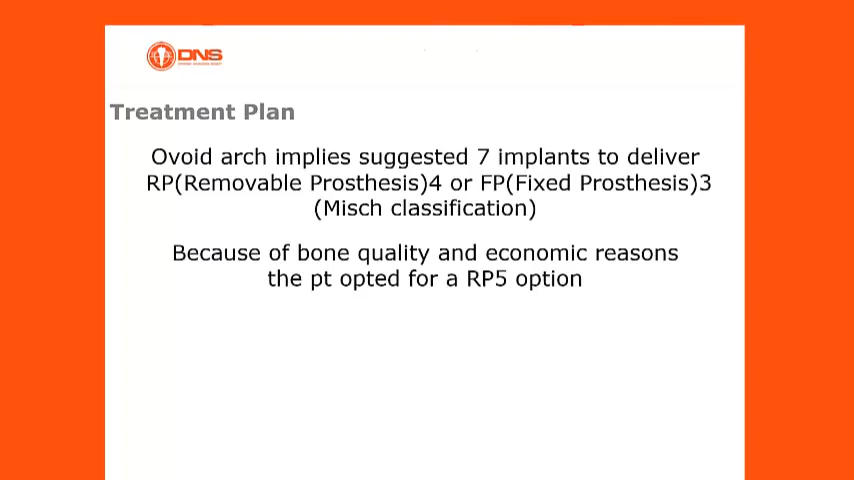 DNS
Treatment Plan
Ovoid arch implies suggested 7 implants to deliver
RP(Removable Prosthesis)4 or FP(Fixed Prosthesis)3
(Misch classification)
Because of bone quality and economic reasons
the pt opted for a RP5 option